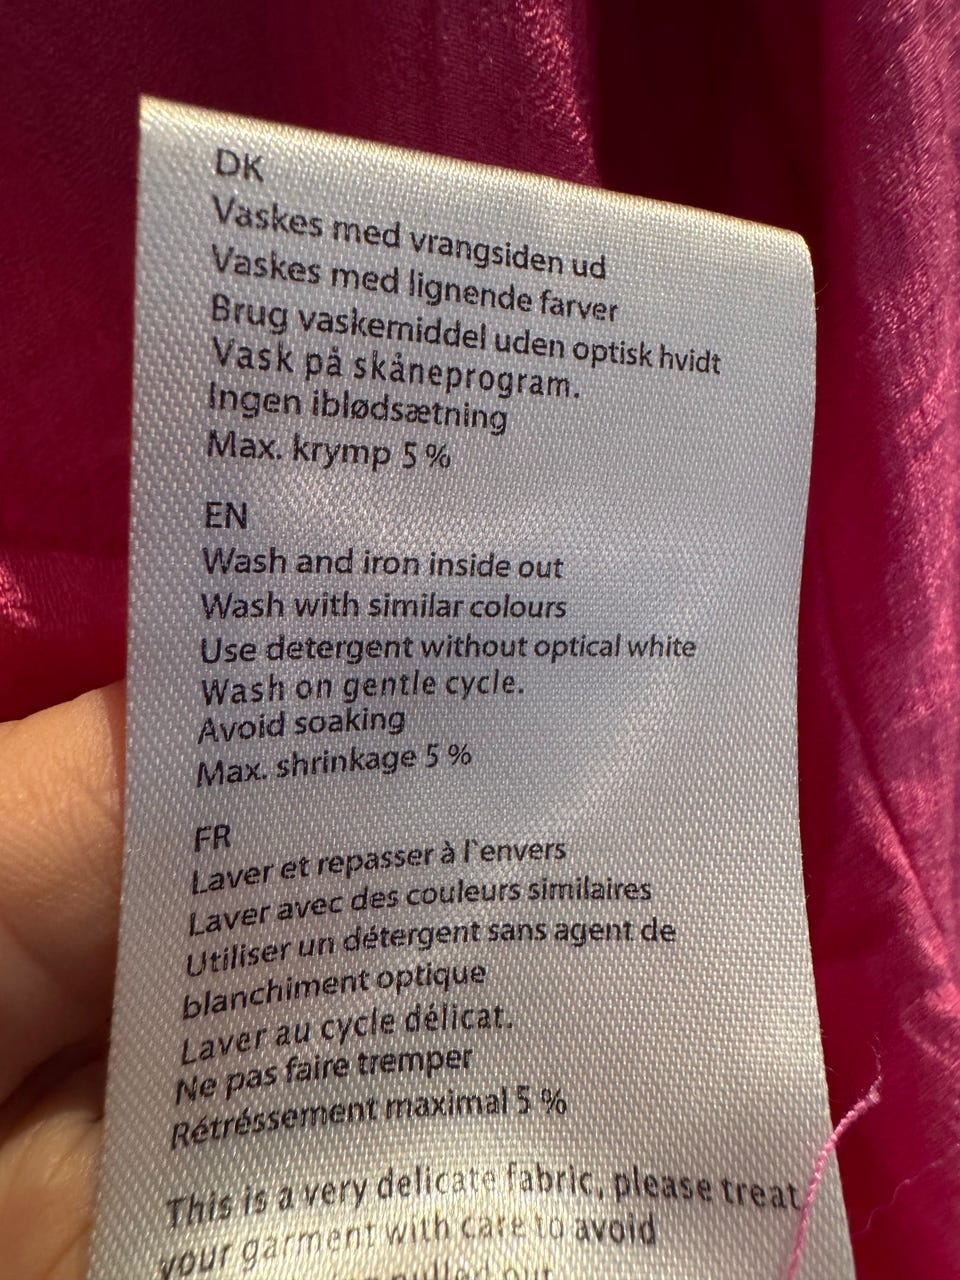 DK
Vaskes med vrangsiden ud
Vaskes med lignende farver
Brug vaskemiddel uden optisk hvidt
Vask på skåneprogram.
Ingen iblødsætning
Max. krymp 5 %
EN
Wash and iron inside out
Wash with similar colours
Use detergent without optical white
Wash on gentle cycle.
Avoid soaking
Max. shrinkage 5 %
FR
Laver et repasser à l`envers
Laver avec des couleurs similaires
Utiliser un détergent sans agent de
blanchiment optique
Laver au cycle délicat.
Ne pas faire tremper
Rétréssement maximal 5 %
This is a very delicate fabric, please treat
your garment with care to avoid
pulled out